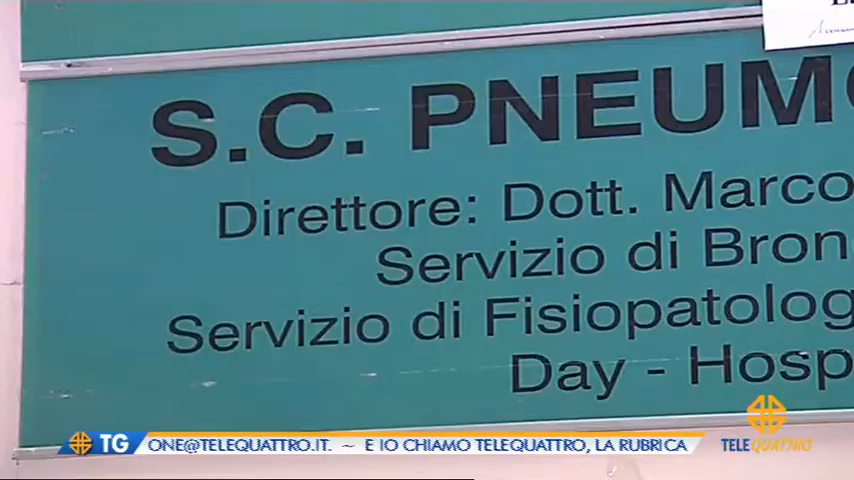 S.C. PNEUM
Direttore: Dott. Marco
Servizio di Bron
Servizio di Fisiopatolog
Day - Hosp
TG ONE@TELEQUATTRO.IT. ~ E IO CHIAMO TELEQUATTRO, LA RUBRICA
TELEQUATTRO